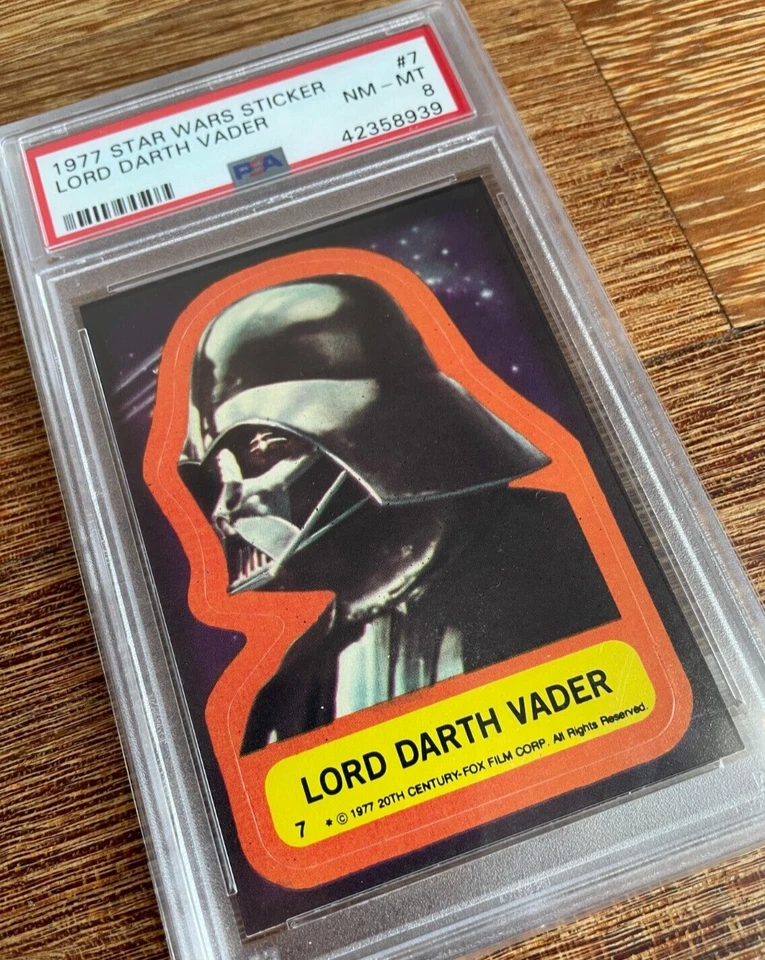 1977 STAR WARS STICKER #7
LORD DARTH VADER NM - MT
8
PSA 42358939
LORD DARTH VADER
7 * © 1977 20TH CENTURY-FOX FILM CORP. All Rights Reserved.